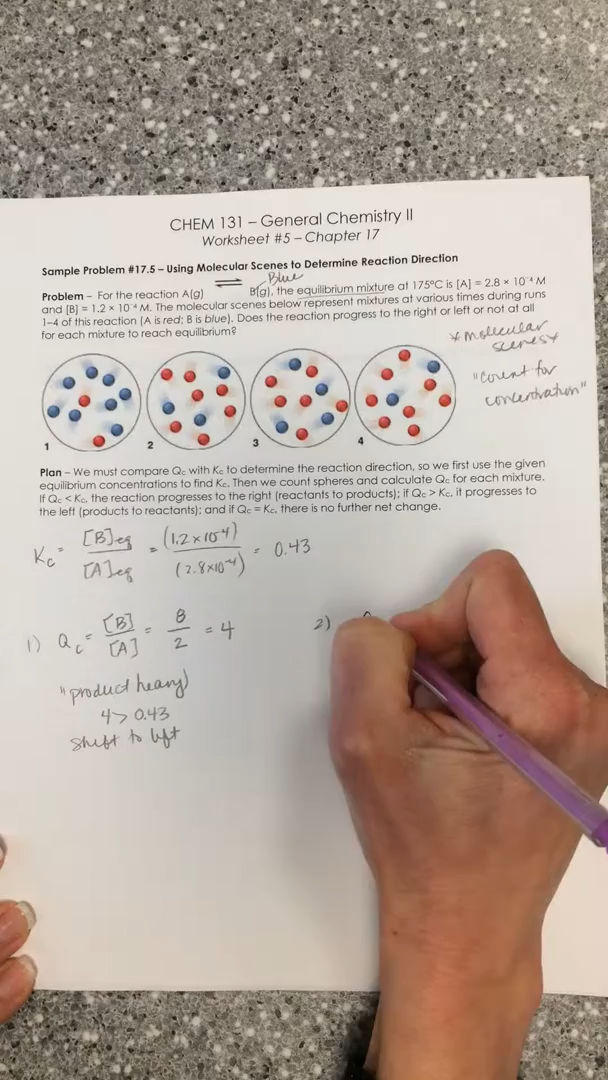 CHEM 131 – General Chemistry II
Worksheet #5 – Chapter 17
Sample Problem #17.5 – Using Molecular Scenes to Determine Reaction Direction
Blue
Problem – For the reaction A(g) ⇌ B(g), the equilibrium mixture at 175°C is [A] = 2.8 × 10⁻⁴ M
and [B] = 1.2 × 10⁻⁴ M. The molecular scenes below represent mixtures at various times during runs
1–4 of this reaction (A is red; B is blue). Does the reaction progress to the right or left or not at all
for each mixture to reach equilibrium?
* molecular
scenes *
"count for
concentration"
1 2 3 4
Plan – We must compare Qc with Kc to determine the reaction direction, so we first use the given
equilibrium concentrations to find Kc. Then we count spheres and calculate Qc for each mixture.
If Qc < Kc, the reaction progresses to the right (reactants to products); if Qc > Kc, it progresses to
the left (products to reactants); and if Qc = Kc, there is no further net change.
Kc = [B]eq / [A]eq = (1.2×10⁻⁴) / (2.8×10⁻⁴) = 0.43
1) Qc = [B] / [A] = 8 / 2 = 4
"product heavy)
4 > 0.43
shift to left
2)